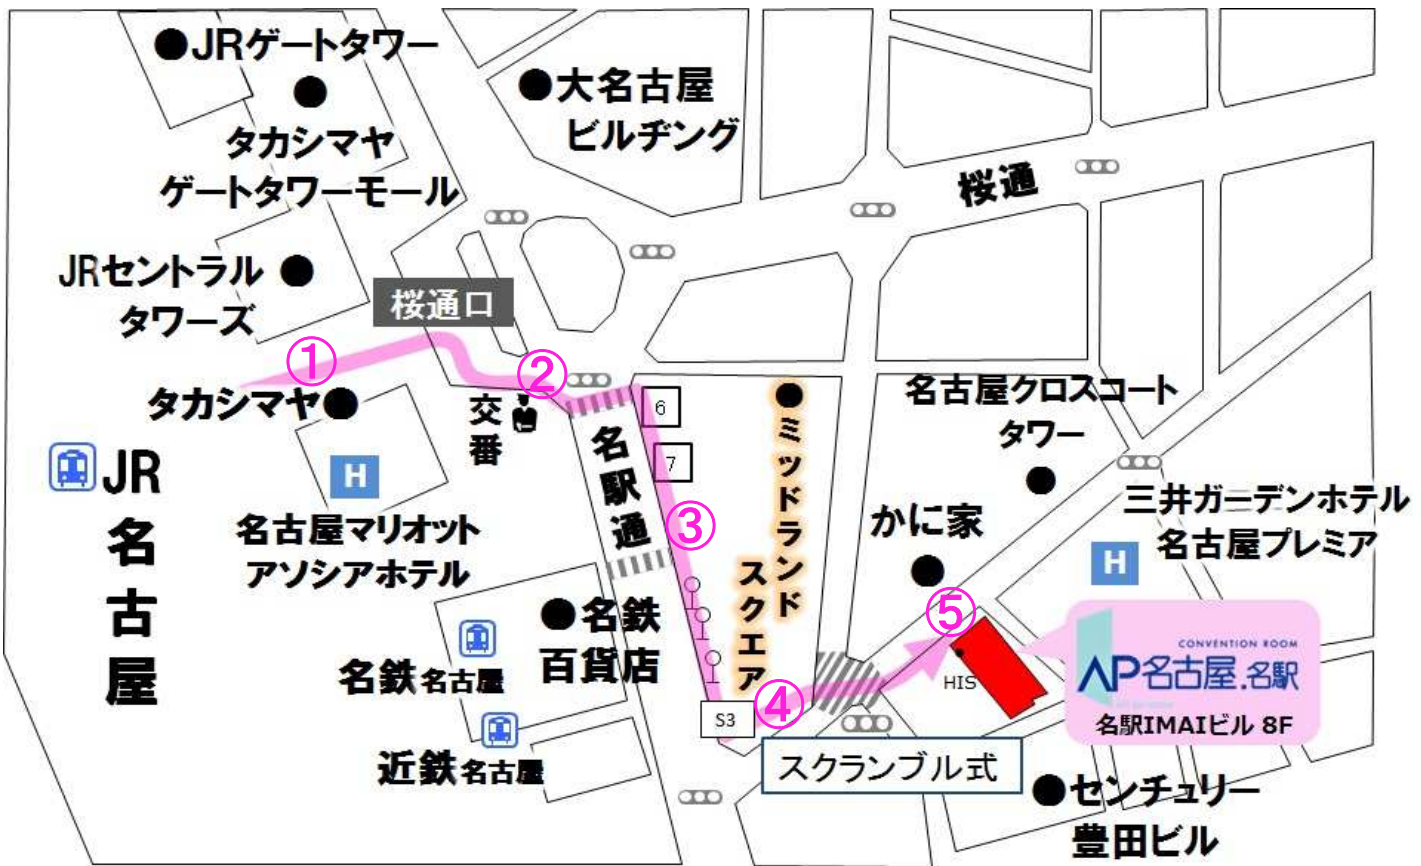 JRゲートタワー
タカシマヤ
ゲートタワーモール
大名古屋
ビルヂング
桜通
JRセントラル
タワーズ
桜通口
①
②
タカシマヤ
交番
6
7
名駅通
ミッドランド
スクエア
名古屋クロスコート
タワー
JR
名古屋
H
名古屋マリオット
アソシアホテル
③
かに家
三井ガーデンホテル
名古屋プレミア
H
名鉄
百貨店
名鉄名古屋
近鉄名古屋
S3
④
⑤
HIS
CONVENTION ROOM
AP名古屋.名駅
名駅IMAIビル 8F
スクランブル式
センチュリー
豊田ビル